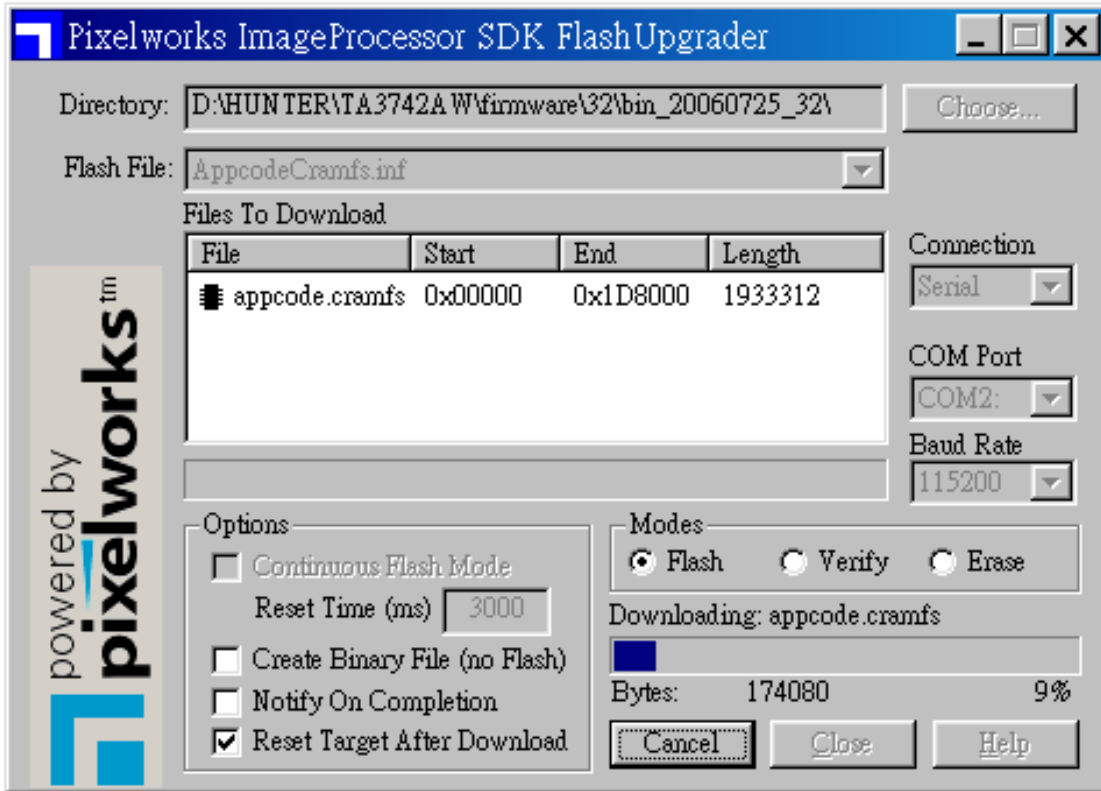 Pixelworks ImageProcessor SDK FlashUpgrader
Directory: D:\HUNTER\TA3742AW\firmware\32\bin_20060725_32\ Choose...
Flash File: AppcodeCramfs.inf
Files To Download
File Start End Length
appcode.cramfs 0x00000 0x1D8000 1933312
Connection
Serial
COM Port
COM2:
Baud Rate
115200
powered by
pixelworks tm
Options
Continuous Flash Mode
Reset Time (ms) 3000
Create Binary File (no Flash)
Notify On Completion
Reset Target After Download
Modes
Flash Verify Erase
Downloading: appcode.cramfs
Bytes: 174080 9%
Cancel Close Help